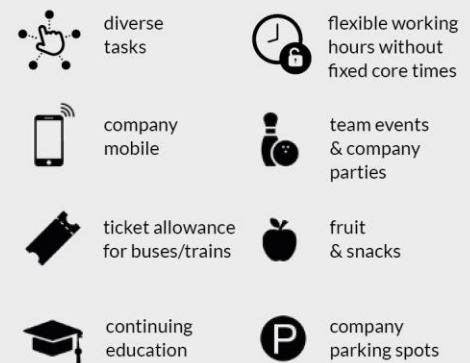 diverse
tasks
flexible working
hours without
fixed core times
company
mobile
team events
& company
parties
ticket allowance
for buses/trains
fruit
& snacks
continuing
education
P
company
parking spots